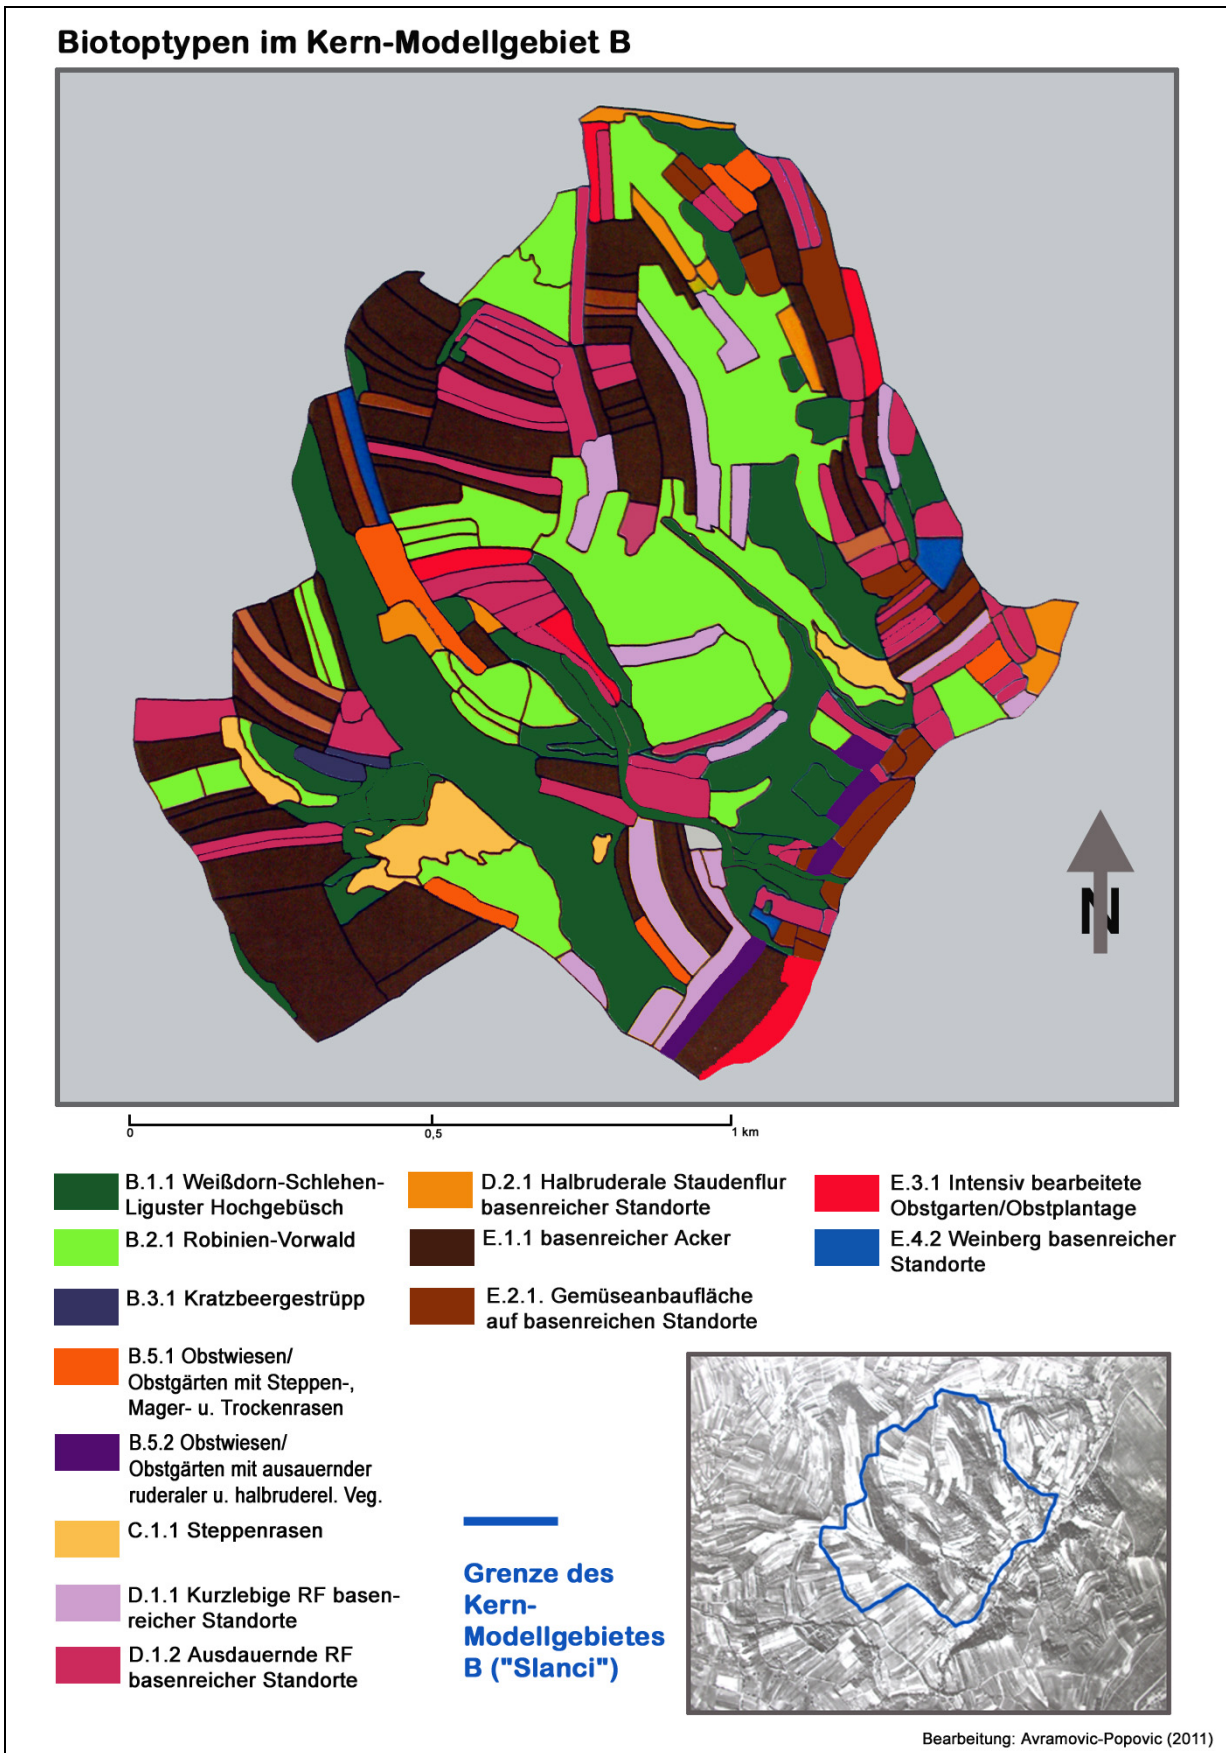 Biotoptypen im Kern-Modellgebiet B
N
0
0,5
1 km
B.1.1 Weißdorn-Schlehen-
Liguster Hochgebüsch
B.2.1 Robinien-Vorwald
B.3.1 Kratzbeergestrüpp
B.5.1 Obstwiesen/
Obstgärten mit Steppen-,
Mager- u. Trockenrasen
B.5.2 Obstwiesen/
Obstgärten mit ausauernder
ruderaler u. halbruderel. Veg.
C.1.1 Steppenrasen
D.1.1 Kurzlebige RF basen-
reicher Standorte
D.1.2 Ausdauernde RF
basenreicher Standorte
D.2.1 Halbruderale Staudenflur
basenreicher Standorte
E.1.1 basenreicher Acker
E.2.1. Gemüseanbaufläche
auf basenreichen Standorte
E.3.1 Intensiv bearbeitete
Obstgarten/Obstplantage
E.4.2 Weinberg basenreicher
Standorte
Grenze des
Kern-
Modellgebietes
B ("Slanci")
Bearbeitung: Avramovic-Popovic (2011)